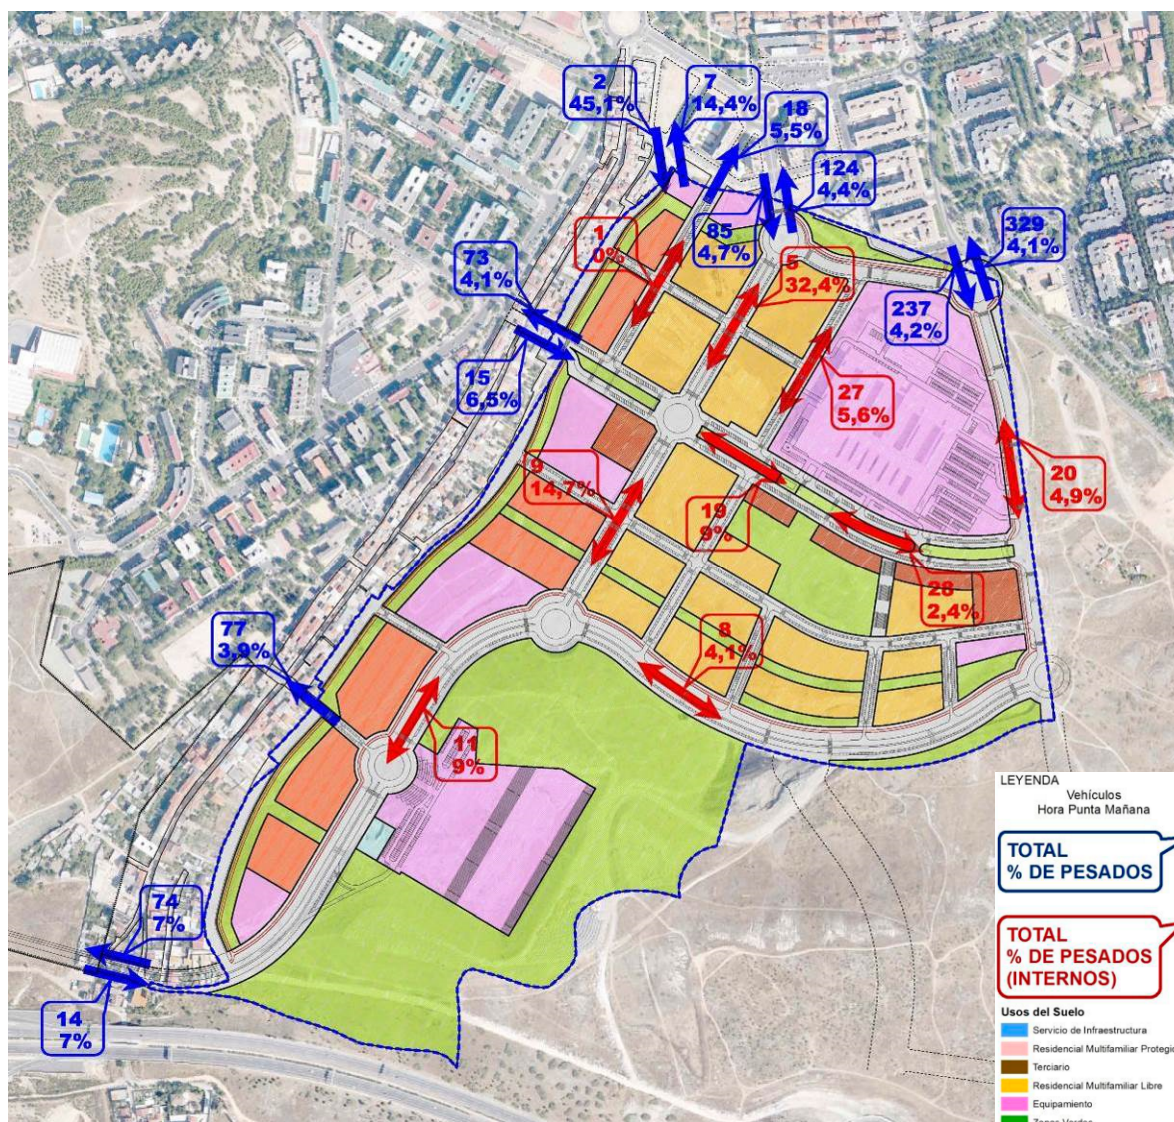 2
45,1%
7
14,4%
18
5,5%
124
4,4%
85
4,7%
329
4,1%
1
0%
73
4,1%
5
32,4%
237
4,2%
15
6,5%
27
5,6%
9
14,7%
19
9%
20
4,9%
28
2,4%
8
4,1%
77
3,9%
11
9%
74
7%
14
7%
LEYENDA
Vehículos
Hora Punta Mañana
TOTAL
% DE PESADOS
TOTAL
% DE PESADOS
(INTERNOS)
Usos del Suelo
Servicio de Infraestructura
Residencial Multifamiliar Protegi
Terciario
Residencial Multifamiliar Libre
Equipamiento
Zonas Verdes